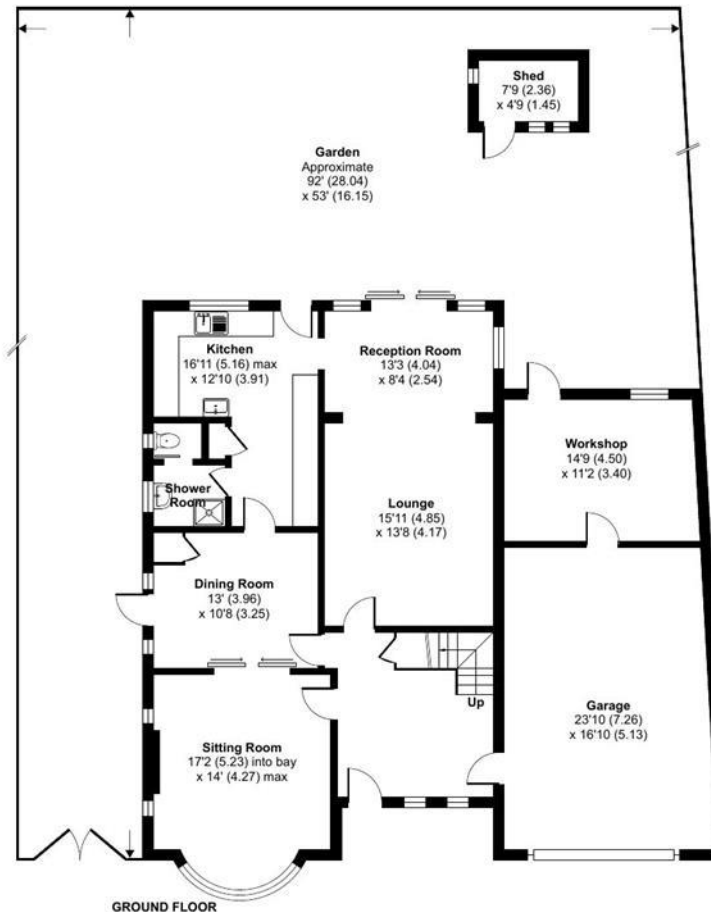 Shed
7'9 (2.36)
x 4'9 (1.45)
Garden
Approximate
92' (28.04)
x 53' (16.15)
Kitchen
16'11 (5.16) max
x 12'10 (3.91)
Reception Room
13'3 (4.04)
x 8'4 (2.54)
Workshop
14'9 (4.50)
x 11'2 (3.40)
Shower
Room
Lounge
15'11 (4.85)
x 13'8 (4.17)
Dining Room
13' (3.96)
x 10'8 (3.25)
Up
Garage
23'10 (7.26)
x 16'10 (5.13)
Sitting Room
17'2 (5.23) into bay
x 14' (4.27) max
GROUND FLOOR